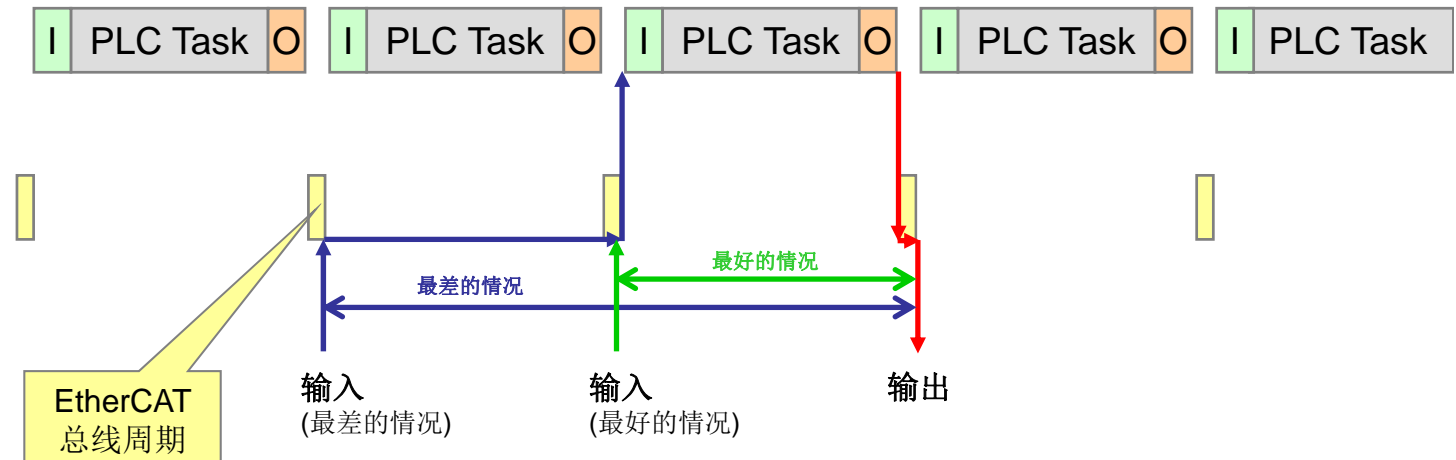 I PLC Task O I PLC Task O I PLC Task O I PLC Task O I PLC Task
最好的情况
最差的情况
EtherCAT
总线周期
输入
(最差的情况)
输入
(最好的情况)
输出